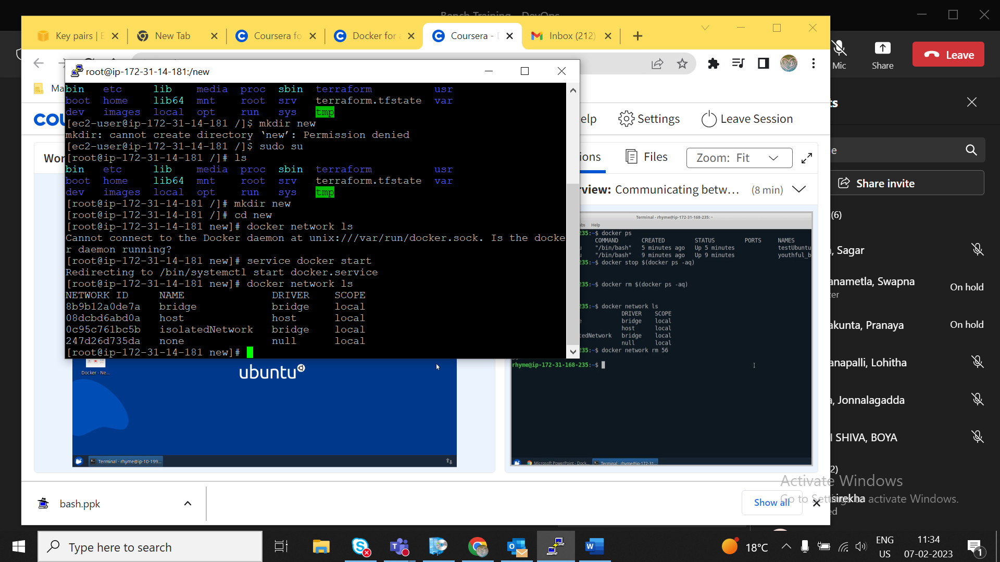 Bench Training DevOps
Key pairs | E
New Tab
Coursera fo
Docker for a
Coursera - D
Inbox (212)
Mic
Share
Leave
root@ip-172-31-14-181:/new
Ma
bin etc lib media proc sbin terraform usr
boot home lib64 mnt root srv terraform.tfstate var
dev images local opt run sys tmp
[ec2-user@ip-172-31-14-181 /]$ mkdir new
mkdir: cannot create directory ‘new’: Permission denied
[ec2-user@ip-172-31-14-181 /]$ sudo su
[root@ip-172-31-14-181 /]# ls
bin etc lib media proc sbin terraform usr
boot home lib64 mnt root srv terraform.tfstate var
dev images local opt run sys tmp
[root@ip-172-31-14-181 /]# mkdir new
[root@ip-172-31-14-181 /]# cd new
[root@ip-172-31-14-181 new]# docker network ls
Cannot connect to the Docker daemon at unix:///var/run/docker.sock. Is the docke
r daemon running?
[root@ip-172-31-14-181 new]# service docker start
Redirecting to /bin/systemctl start docker.service
[root@ip-172-31-14-181 new]# docker network ls
NETWORK ID NAME DRIVER SCOPE
8b9b12a0de7a bridge bridge local
08dcbd6abd0a host host local
0c95c761bc5b isolatedNetwork bridge local
247d26d735da none null local
[root@ip-172-31-14-181 new]#
cou
Wor
elp
Settings
Leave Session
ions
Files
Zoom: Fit
rview: Communicating betw... (8 min)
Terminal - rhyme@ip-172-31-168-235: ~
abs Help
235:~$ docker ps
COMMAND CREATED STATUS PORTS NAMES
"/bin/bash" 5 minutes ago Up 5 minutes testUbuntu
"/bin/bash" 9 minutes ago Up 9 minutes youthful_b
235:~$ docker stop $(docker ps -aq)
235:~$ docker rm $(docker ps -aq)
235:~$ docker network ls
DRIVER SCOPE
e bridge local
host local
tedNetwork bridge local
null local
235:~$ docker network rm 56
rhyme@ip-172-31-168-235:~$
Microsoft PowerPoint - Dock...
Terminal - rhyme@ip-172-31...
Docker - Ne...
ubuntu
Terminal - rhyme@ip-10-199...
ts
e
Share invite
(6)
, Sagar
anametla, Swapna
zer
On hold
akunta, Pranaya
On hold
anapalli, Lohitha
a, Jonnalagadda
I SHIVA, BOYA
2)
sirekha
ed
Activate Windows
Go to Settings to activate Windows.
bash.ppk
Show all
Type here to search
18°C
ENG
US
11:34
07-02-2023
1